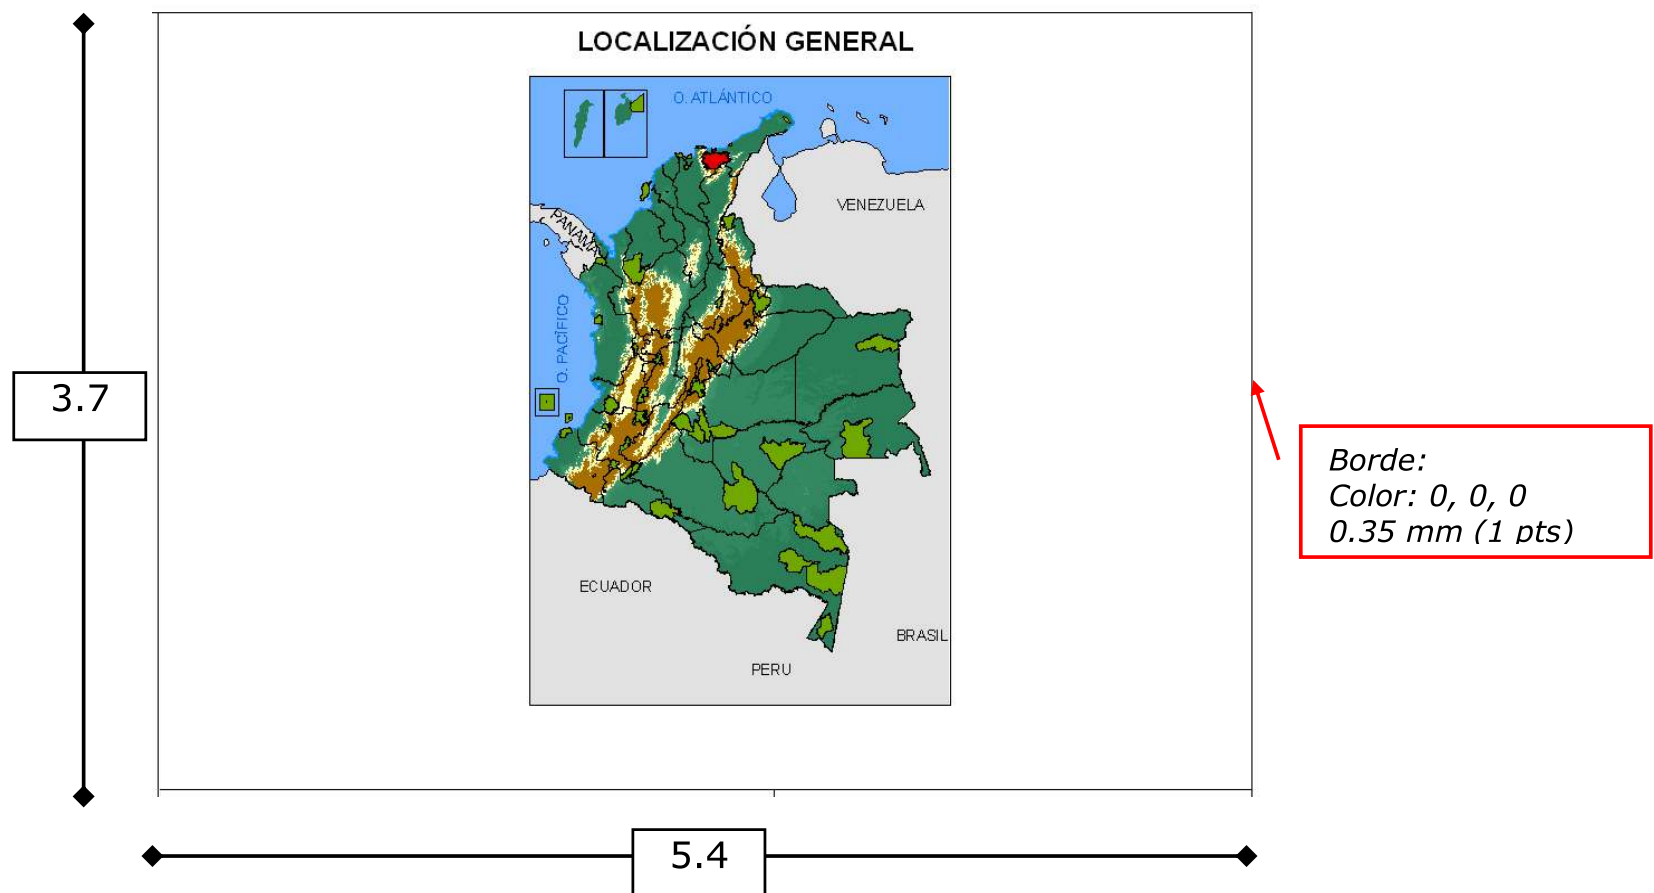 LOCALIZACIÓN GENERAL
O. ATLÁNTICO
VENEZUELA
PANAMA
O. PACÍFICO
3.7
Borde:
Color: 0, 0, 0
0.35 mm (1 pts)
ECUADOR
BRASIL
PERU
5.4